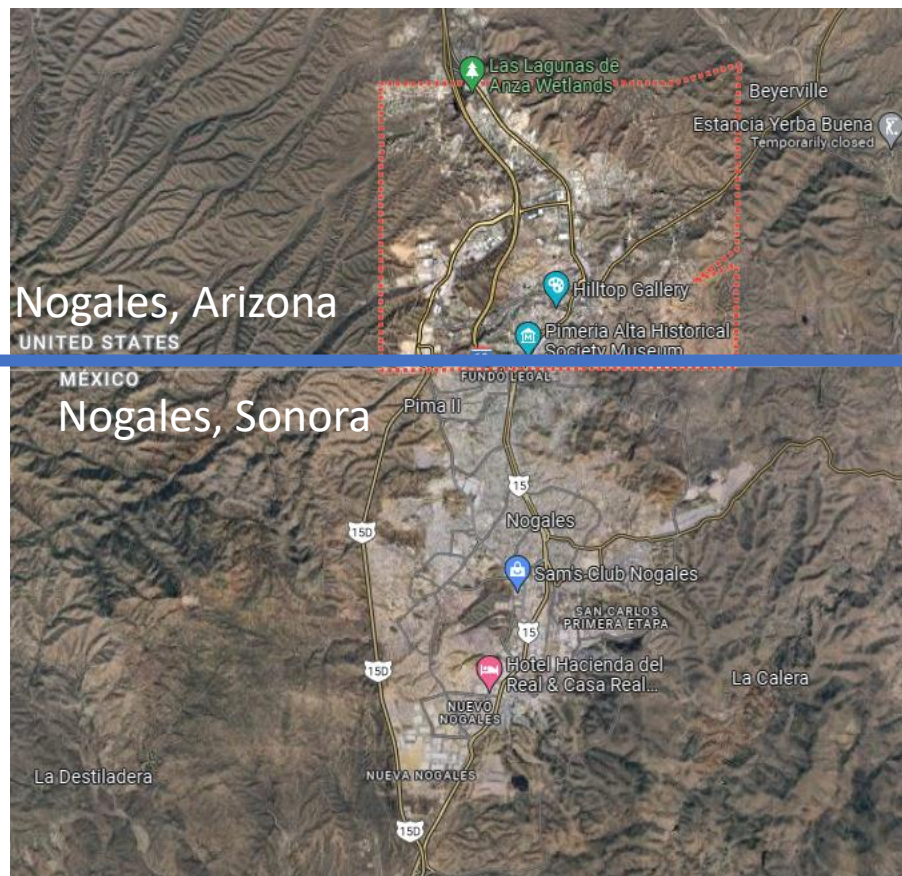 Las Lagunas de
Anza Wetlands
Beyerville
Estancia Yerba Buena
Temporarily closed
Hilltop Gallery
Nogales, Arizona
Pimeria Alta Historical
Society Museum
UNITED STATES
MÉXICO
FUNDO LEGAL
Nogales, Sonora
Pima II
15
Nogales
15D
Sam's Club Nogales
SAN CARLOS
PRIMERA ETAPA
15
Hotel Hacienda del
Real & Casa Real...
15D
La Calera
NUEVO
NOGALES
La Destiladera
NUEVA NOGALES
15D